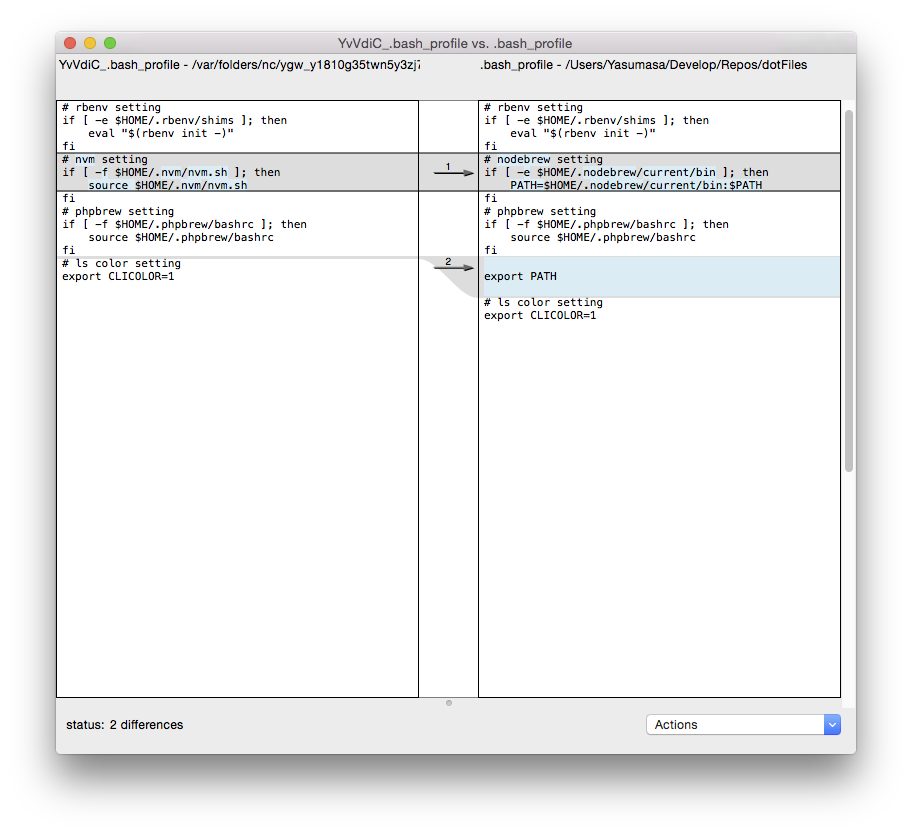 YvVdiC_.bash_profile vs. .bash_profile
YvVdiC_.bash_profile - /var/folders/nc/ygw_y1810g35twn5y3zj7
.bash_profile - /Users/Yasumasa/Develop/Repos/dotFiles
# rbenv setting
if [ -e $HOME/.rbenv/shims ]; then
    eval "$(rbenv init -)"
fi
# nvm setting
if [ -f $HOME/.nvm/nvm.sh ]; then
    source $HOME/.nvm/nvm.sh
fi
# phpbrew setting
if [ -f $HOME/.phpbrew/bashrc ]; then
    source $HOME/.phpbrew/bashrc
fi
# ls color setting
export CLICOLOR=1
1
2
# rbenv setting
if [ -e $HOME/.rbenv/shims ]; then
    eval "$(rbenv init -)"
fi
# nodebrew setting
if [ -e $HOME/.nodebrew/current/bin ]; then
    PATH=$HOME/.nodebrew/current/bin:$PATH
fi
# phpbrew setting
if [ -f $HOME/.phpbrew/bashrc ]; then
    source $HOME/.phpbrew/bashrc
fi
export PATH
# ls color setting
export CLICOLOR=1
status: 2 differences
Actions